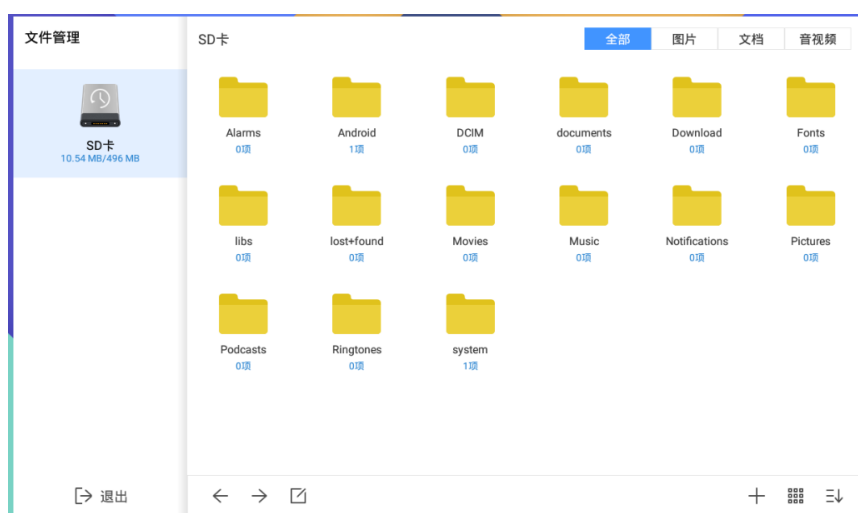 文件管理
SD卡
10.54 MB/496 MB
退出
SD卡
全部
图片
文档
音视频
Alarms
0项
Android
1项
DCIM
0项
documents
0项
Download
0项
Fonts
0项
libs
0项
lost+found
0项
Movies
0项
Music
0项
Notifications
0项
Pictures
0项
Podcasts
0项
Ringtones
0项
system
1项